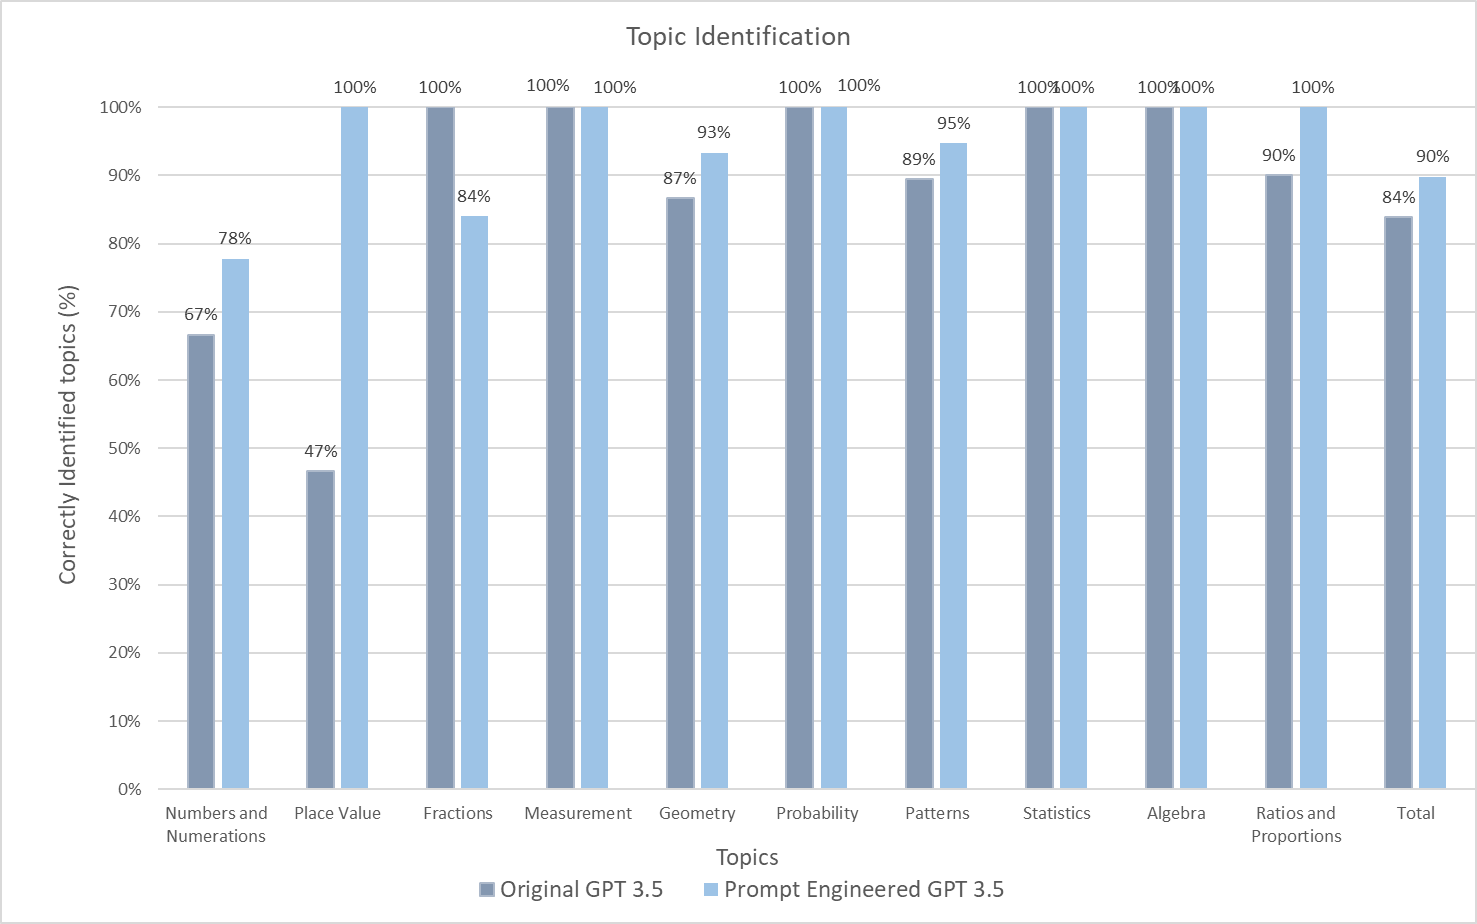 Topic Identification
Correctly Identified topics (%)
100%
90%
80%
70%
60%
50%
40%
30%
20%
10%
0%
67%
78%
47%
100%
100%
84%
100%
100%
87%
93%
100%
100%
89%
95%
100%
100%
100%
100%
90%
100%
84%
90%
Numbers and
Numerations
Place Value
Fractions
Measurement
Geometry
Probability
Patterns
Statistics
Algebra
Ratios and
Proportions
Total
Topics
Original GPT 3.5
Prompt Engineered GPT 3.5